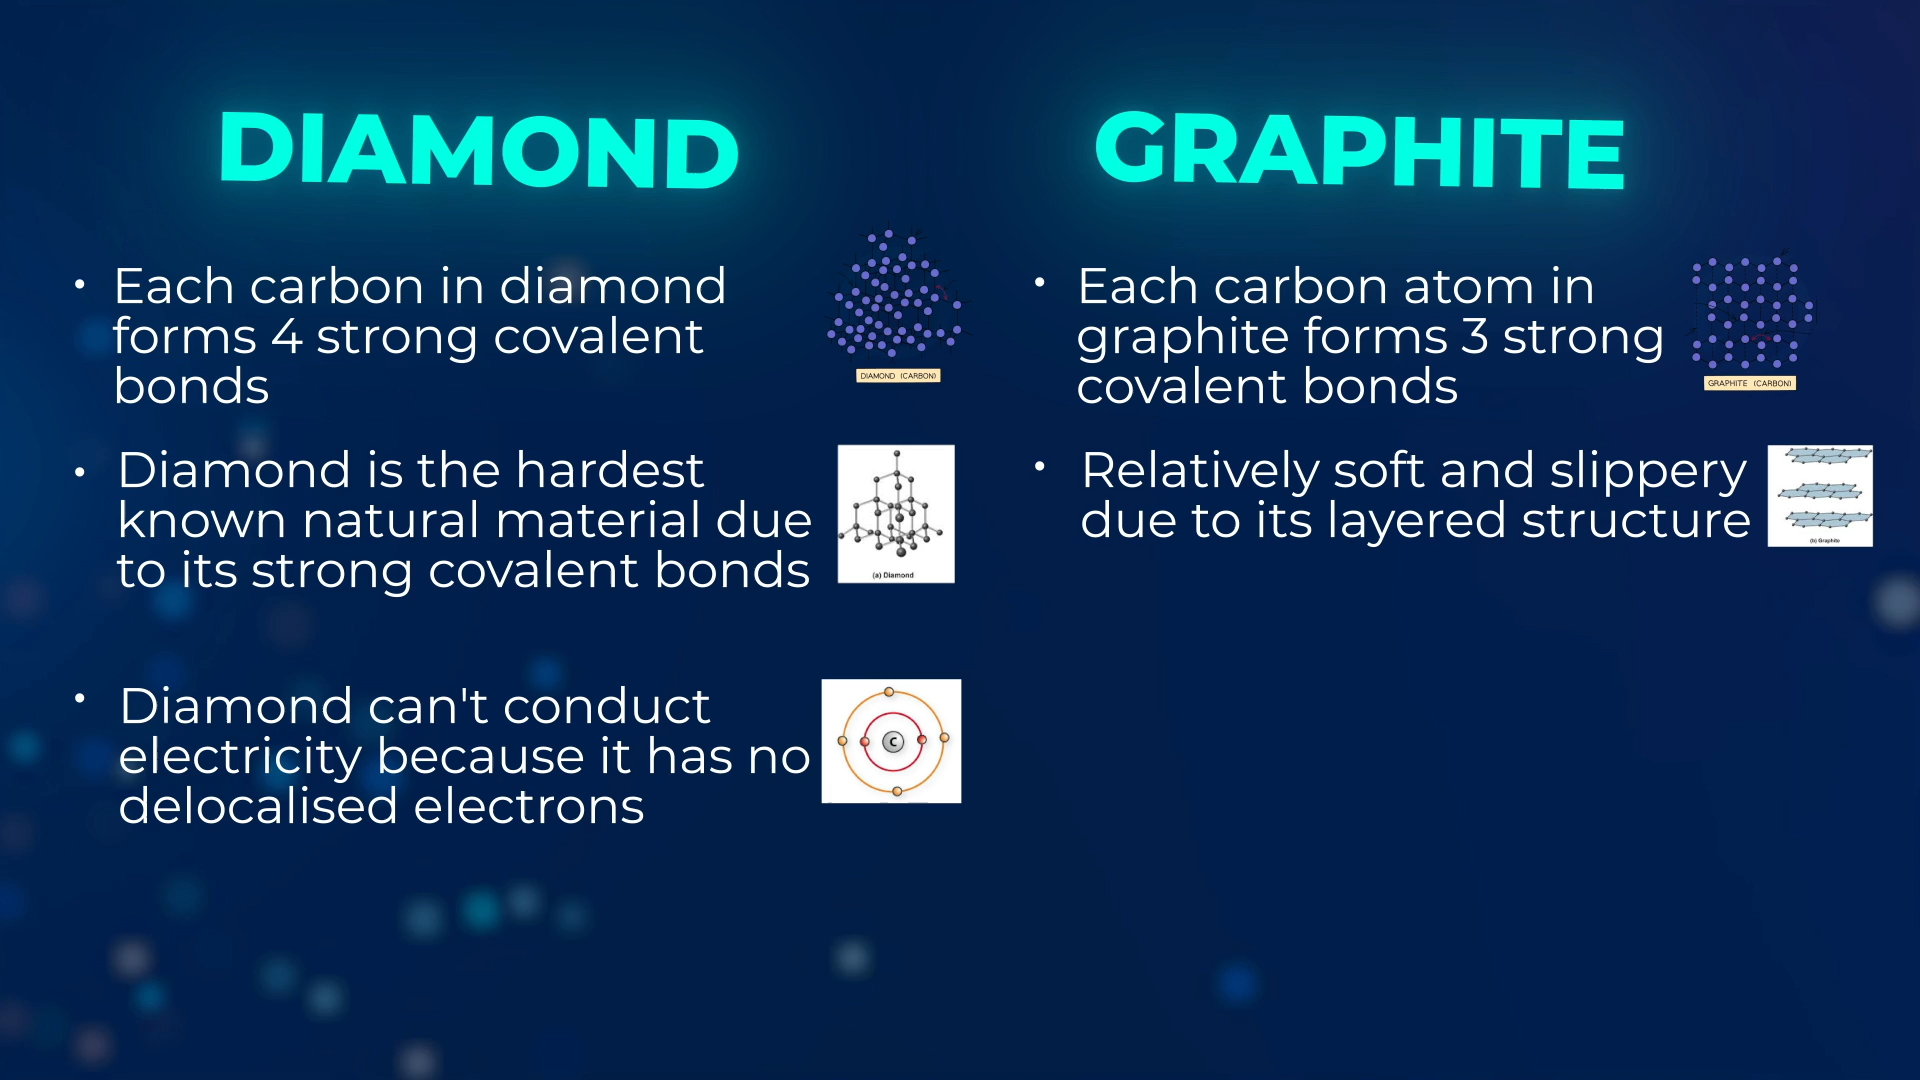 DIAMOND
• Each carbon in diamond
forms 4 strong covalent
bonds
DIAMOND (CARBON)
• Diamond is the hardest
known natural material due
to its strong covalent bonds
(a) Diamond
• Diamond can't conduct
electricity because it has no
delocalised electrons
C
GRAPHITE
• Each carbon atom in
graphite forms 3 strong
covalent bonds
GRAPHITE (CARBON)
• Relatively soft and slippery
due to its layered structure
(b) Graphite